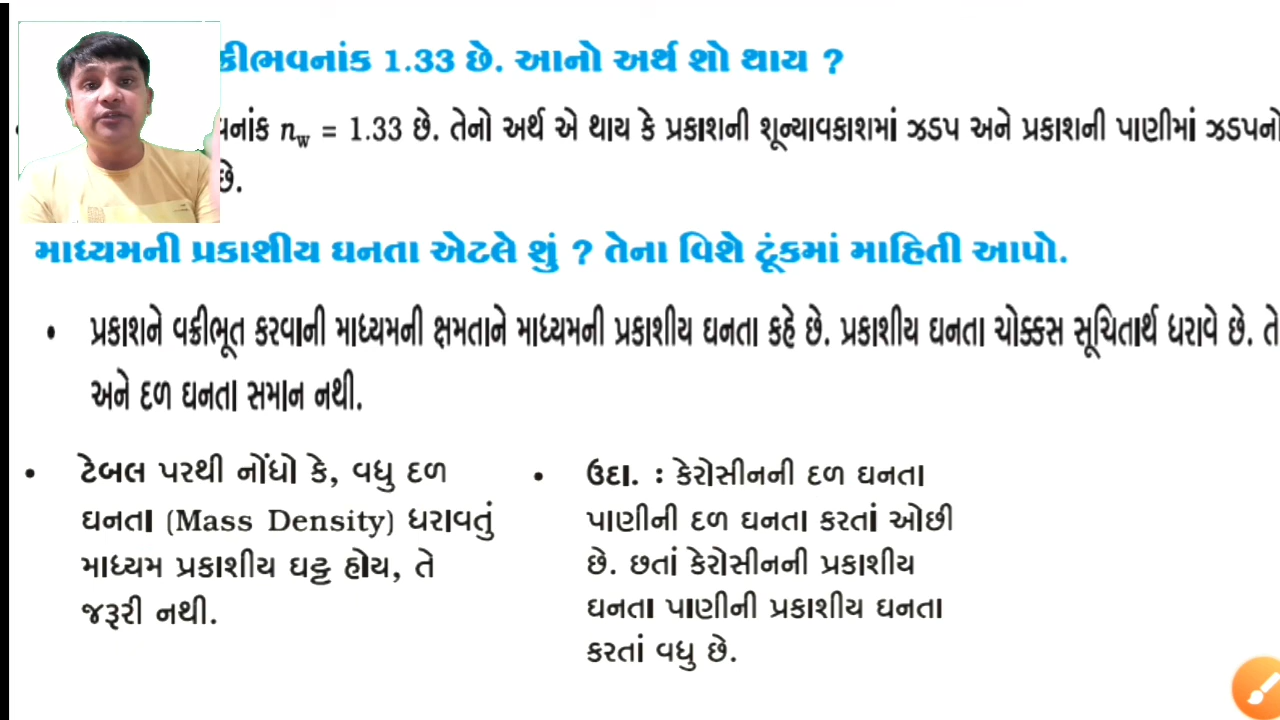 ક્રીભવનાંક 1.33 છે. આનો અર્થ શો થાય ?
વનાંક nw = 1.33 છે. તેનો અર્થ એ થાય કે પ્રકાશની શૂન્યાવકાશમાં ઝડપ અને પ્રકાશની પાણીમાં ઝડપનો
છે.
માધ્યમની પ્રકાશીય ઘનતા એટલે શું ? તેના વિશે ટૂંકમાં માહિતી આપો.
• પ્રકાશને વક્રીભૂત કરવાની માધ્યમની ક્ષમતાને માધ્યમની પ્રકાશીય ઘનતા કહે છે. પ્રકાશીય ઘનતા ચોક્કસ સૂચિતાર્થ ધરાવે છે. તે
અને દળ ઘનતા સમાન નથી.
• ટેબલ પરથી નોંધો કે, વધુ દળ
ઘનતા (Mass Density) ધરાવતું
માધ્યમ પ્રકાશીય ઘટ્ટ હોય, તે
જરૂરી નથી.
• ઉદા. : કેરોસીનની દળ ઘનતા
પાણીની દળ ઘનતા કરતાં ઓછી
છે. છતાં કેરોસીનની પ્રકાશીય
ઘનતા પાણીની પ્રકાશીય ઘનતા
કરતાં વધુ છે.